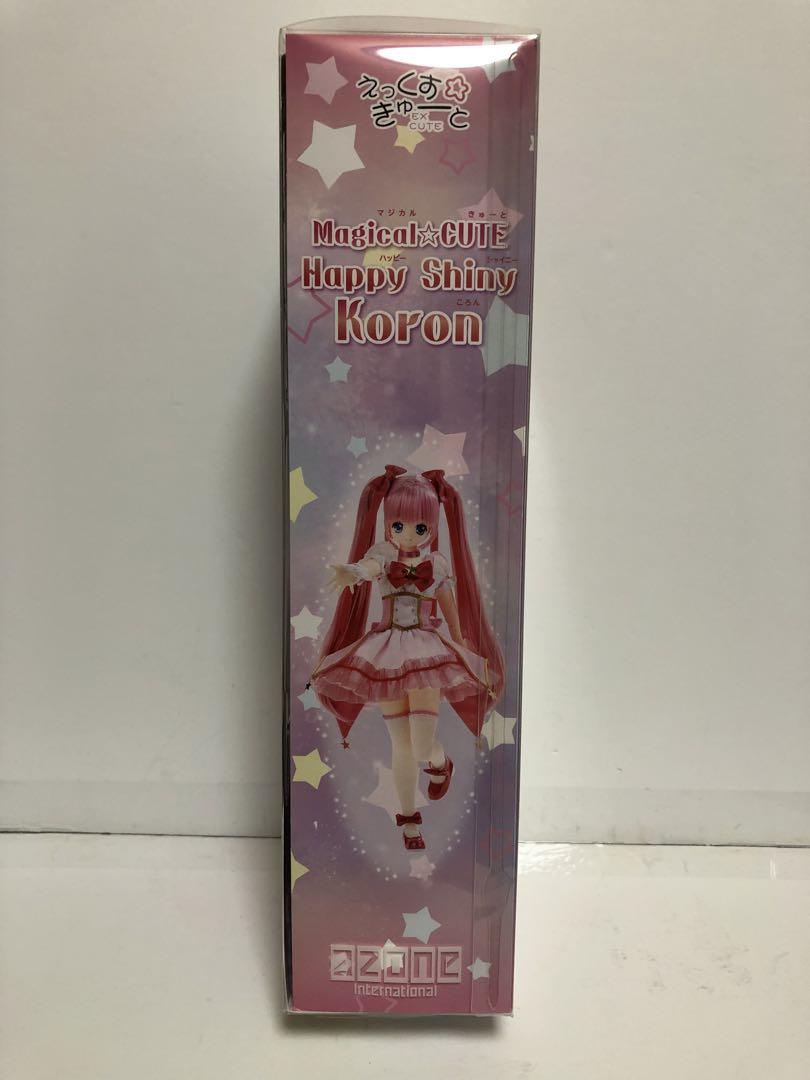 えっくす
きゅーと
EX
CUTE
マジカル きゅーと
Magical☆CUTE
ハッピー シャイニー
Happy Shiny
ころん
Koron
azone
International